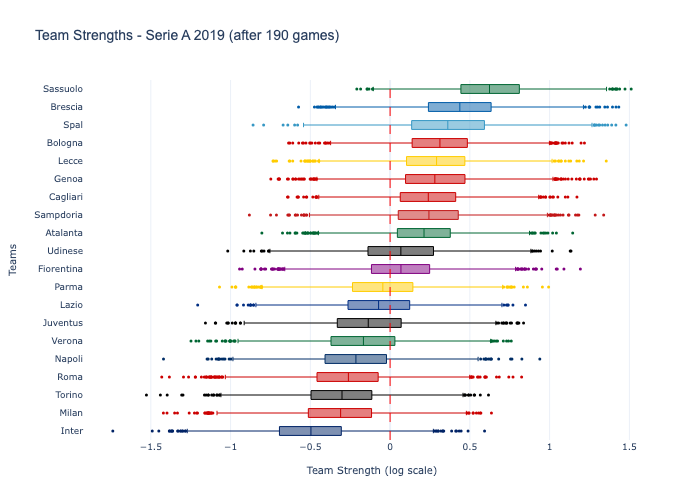 Team Strengths - Serie A 2019 (after 190 games)
Sassuolo
Brescia
Spal
Bologna
Lecce
Genoa
Cagliari
Sampdoria
Atalanta
Udinese
Fiorentina
Parma
Lazio
Juventus
Verona
Napoli
Roma
Torino
Milan
Inter
Teams
−1.5 −1 −0.5 0 0.5 1 1.5
Team Strength (log scale)